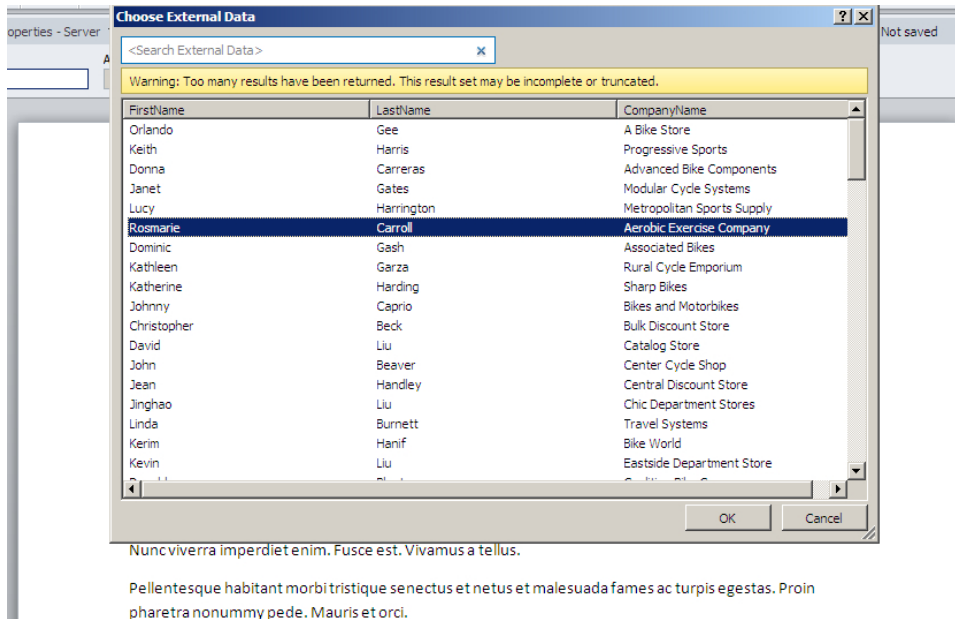 Choose External Data
operties - Server
Not saved
<Search External Data>
Warning: Too many results have been returned. This result set may be incomplete or truncated.
FirstName LastName CompanyName
Orlando Gee A Bike Store
Keith Harris Progressive Sports
Donna Carreras Advanced Bike Components
Janet Gates Modular Cycle Systems
Lucy Harrington Metropolitan Sports Supply
Rosmarie Carroll Aerobic Exercise Company
Dominic Gash Associated Bikes
Kathleen Garza Rural Cycle Emporium
Katherine Harding Sharp Bikes
Johnny Caprio Bikes and Motorbikes
Christopher Beck Bulk Discount Store
David Liu Catalog Store
John Beaver Center Cycle Shop
Jean Handley Central Discount Store
Jinghao Liu Chic Department Stores
Linda Burnett Travel Systems
Kerim Hanif Bike World
Kevin Liu Eastside Department Store
OK Cancel
Nunc viverra imperdiet enim. Fusce est. Vivamus a tellus.
Pellentesque habitant morbi tristique senectus et netus et malesuada fames ac turpis egestas. Proin
pharetra nonummy pede. Mauris et orci.